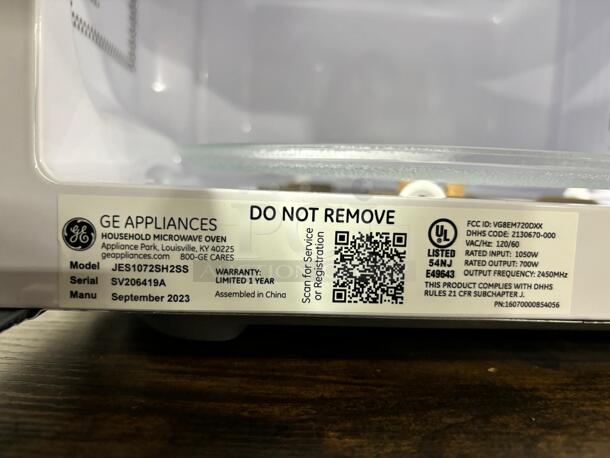 DO NOT REMOVE
GE APPLIANCES
HOUSEHOLD MICROWAVE OVEN
Appliance Park, Louisville, KY 40225
geappliances.com 800-GE CARES
Model JES1072SH2SS
Serial SV206419A
Manu September 2023
WARRANTY:
LIMITED 1 YEAR
Assembled in China
Scan for Service
or Registration
UL
LISTED
54NJ
E49643
FCC ID: VG8EM720DXX
DHHS CODE: 2130670-000
VAC/Hz: 120/60
RATED INPUT: 1050W
RATED OUTPUT: 700W
OUTPUT FREQUENCY: 2450MHz
THIS PRODUCT COMPLIES WITH DHHS
RULES 21 CFR SUBCHAPTER J.
PN:16070000B54056